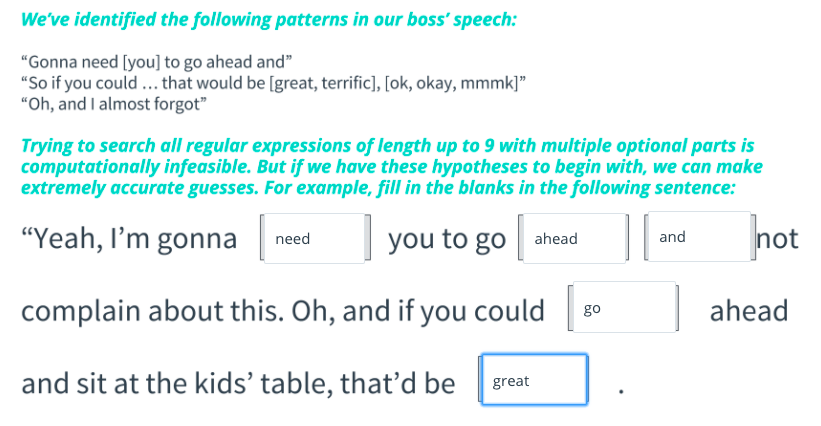 We've identified the following patterns in our boss' speech:
“Gonna need [you] to go ahead and”
“So if you could … that would be [great, terrific], [ok, okay, mmmk]”
“Oh, and I almost forgot”
Trying to search all regular expressions of length up to 9 with multiple optional parts is
computationally infeasible. But if we have these hypotheses to begin with, we can make
extremely accurate guesses. For example, fill in the blanks in the following sentence:
“Yeah, I’m gonna [ need ] you to go [ ahead ] [ and ] not
complain about this. Oh, and if you could [ go ] ahead
and sit at the kids’ table, that’d be [ great ] .